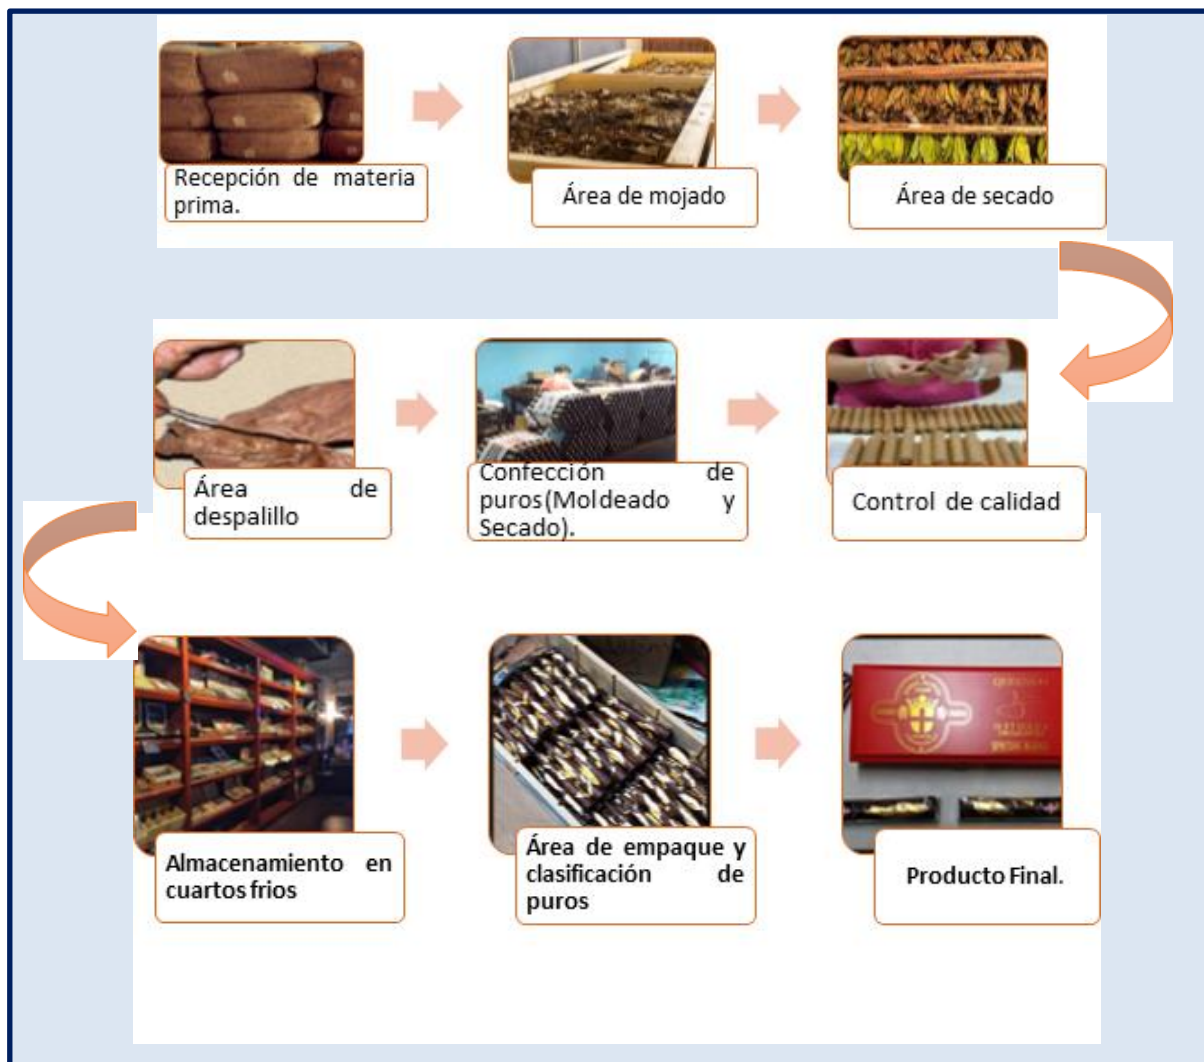 Recepción de materia
prima.
Área de mojado
Área de secado
Área de
despalillo
Confección de
puros(Moldeado y
Secado).
Control de calidad
Almacenamiento en
cuartos frios
Área de empaque y
clasificación de
puros
Producto Final.